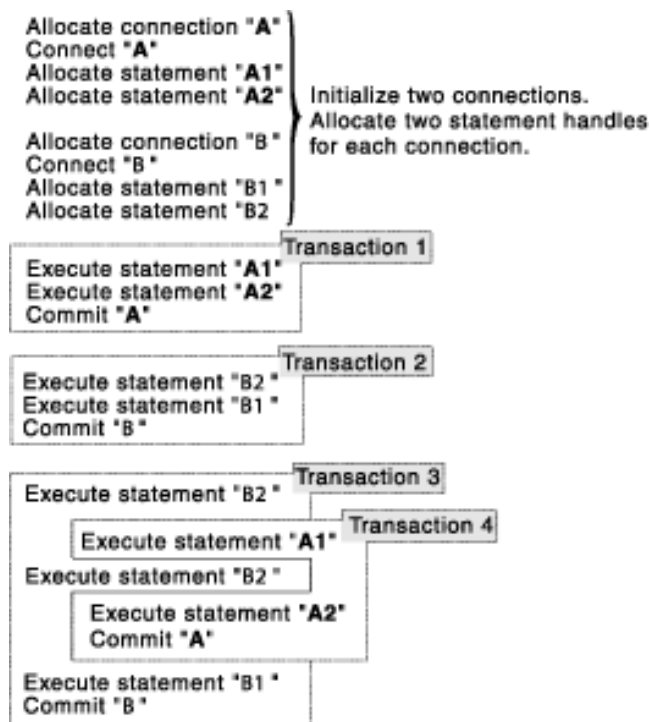 Allocate connection "A"
Connect "A"
Allocate statement "A1"
Allocate statement "A2"
Allocate connection "B"
Connect "B"
Allocate statement "B1"
Allocate statement "B2
Initialize two connections.
Allocate two statement handles
for each connection.
Transaction 1
Execute statement "A1"
Execute statement "A2"
Commit "A"
Transaction 2
Execute statement "B2"
Execute statement "B1"
Commit "B"
Transaction 3
Execute statement "B2"
Transaction 4
Execute statement "A1"
Execute statement "B2"
Execute statement "A2"
Commit "A"
Execute statement "B1"
Commit "B"